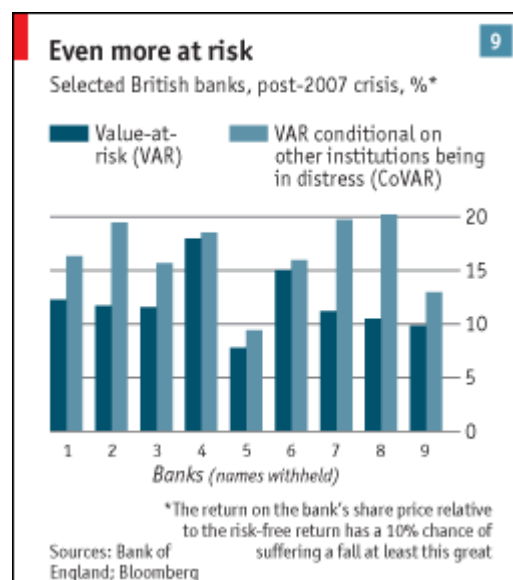 9
Even more at risk
Selected British banks, post-2007 crisis, %*
Value-at-
risk (VAR)
VAR conditional on
other institutions being
in distress (CoVAR)
20
15
10
5
0
1 2 3 4 5 6 7 8 9
Banks (names withheld)
*The return on the bank's share price relative
to the risk-free return has a 10% chance of
suffering a fall at least this great
Sources: Bank of
England; Bloomberg